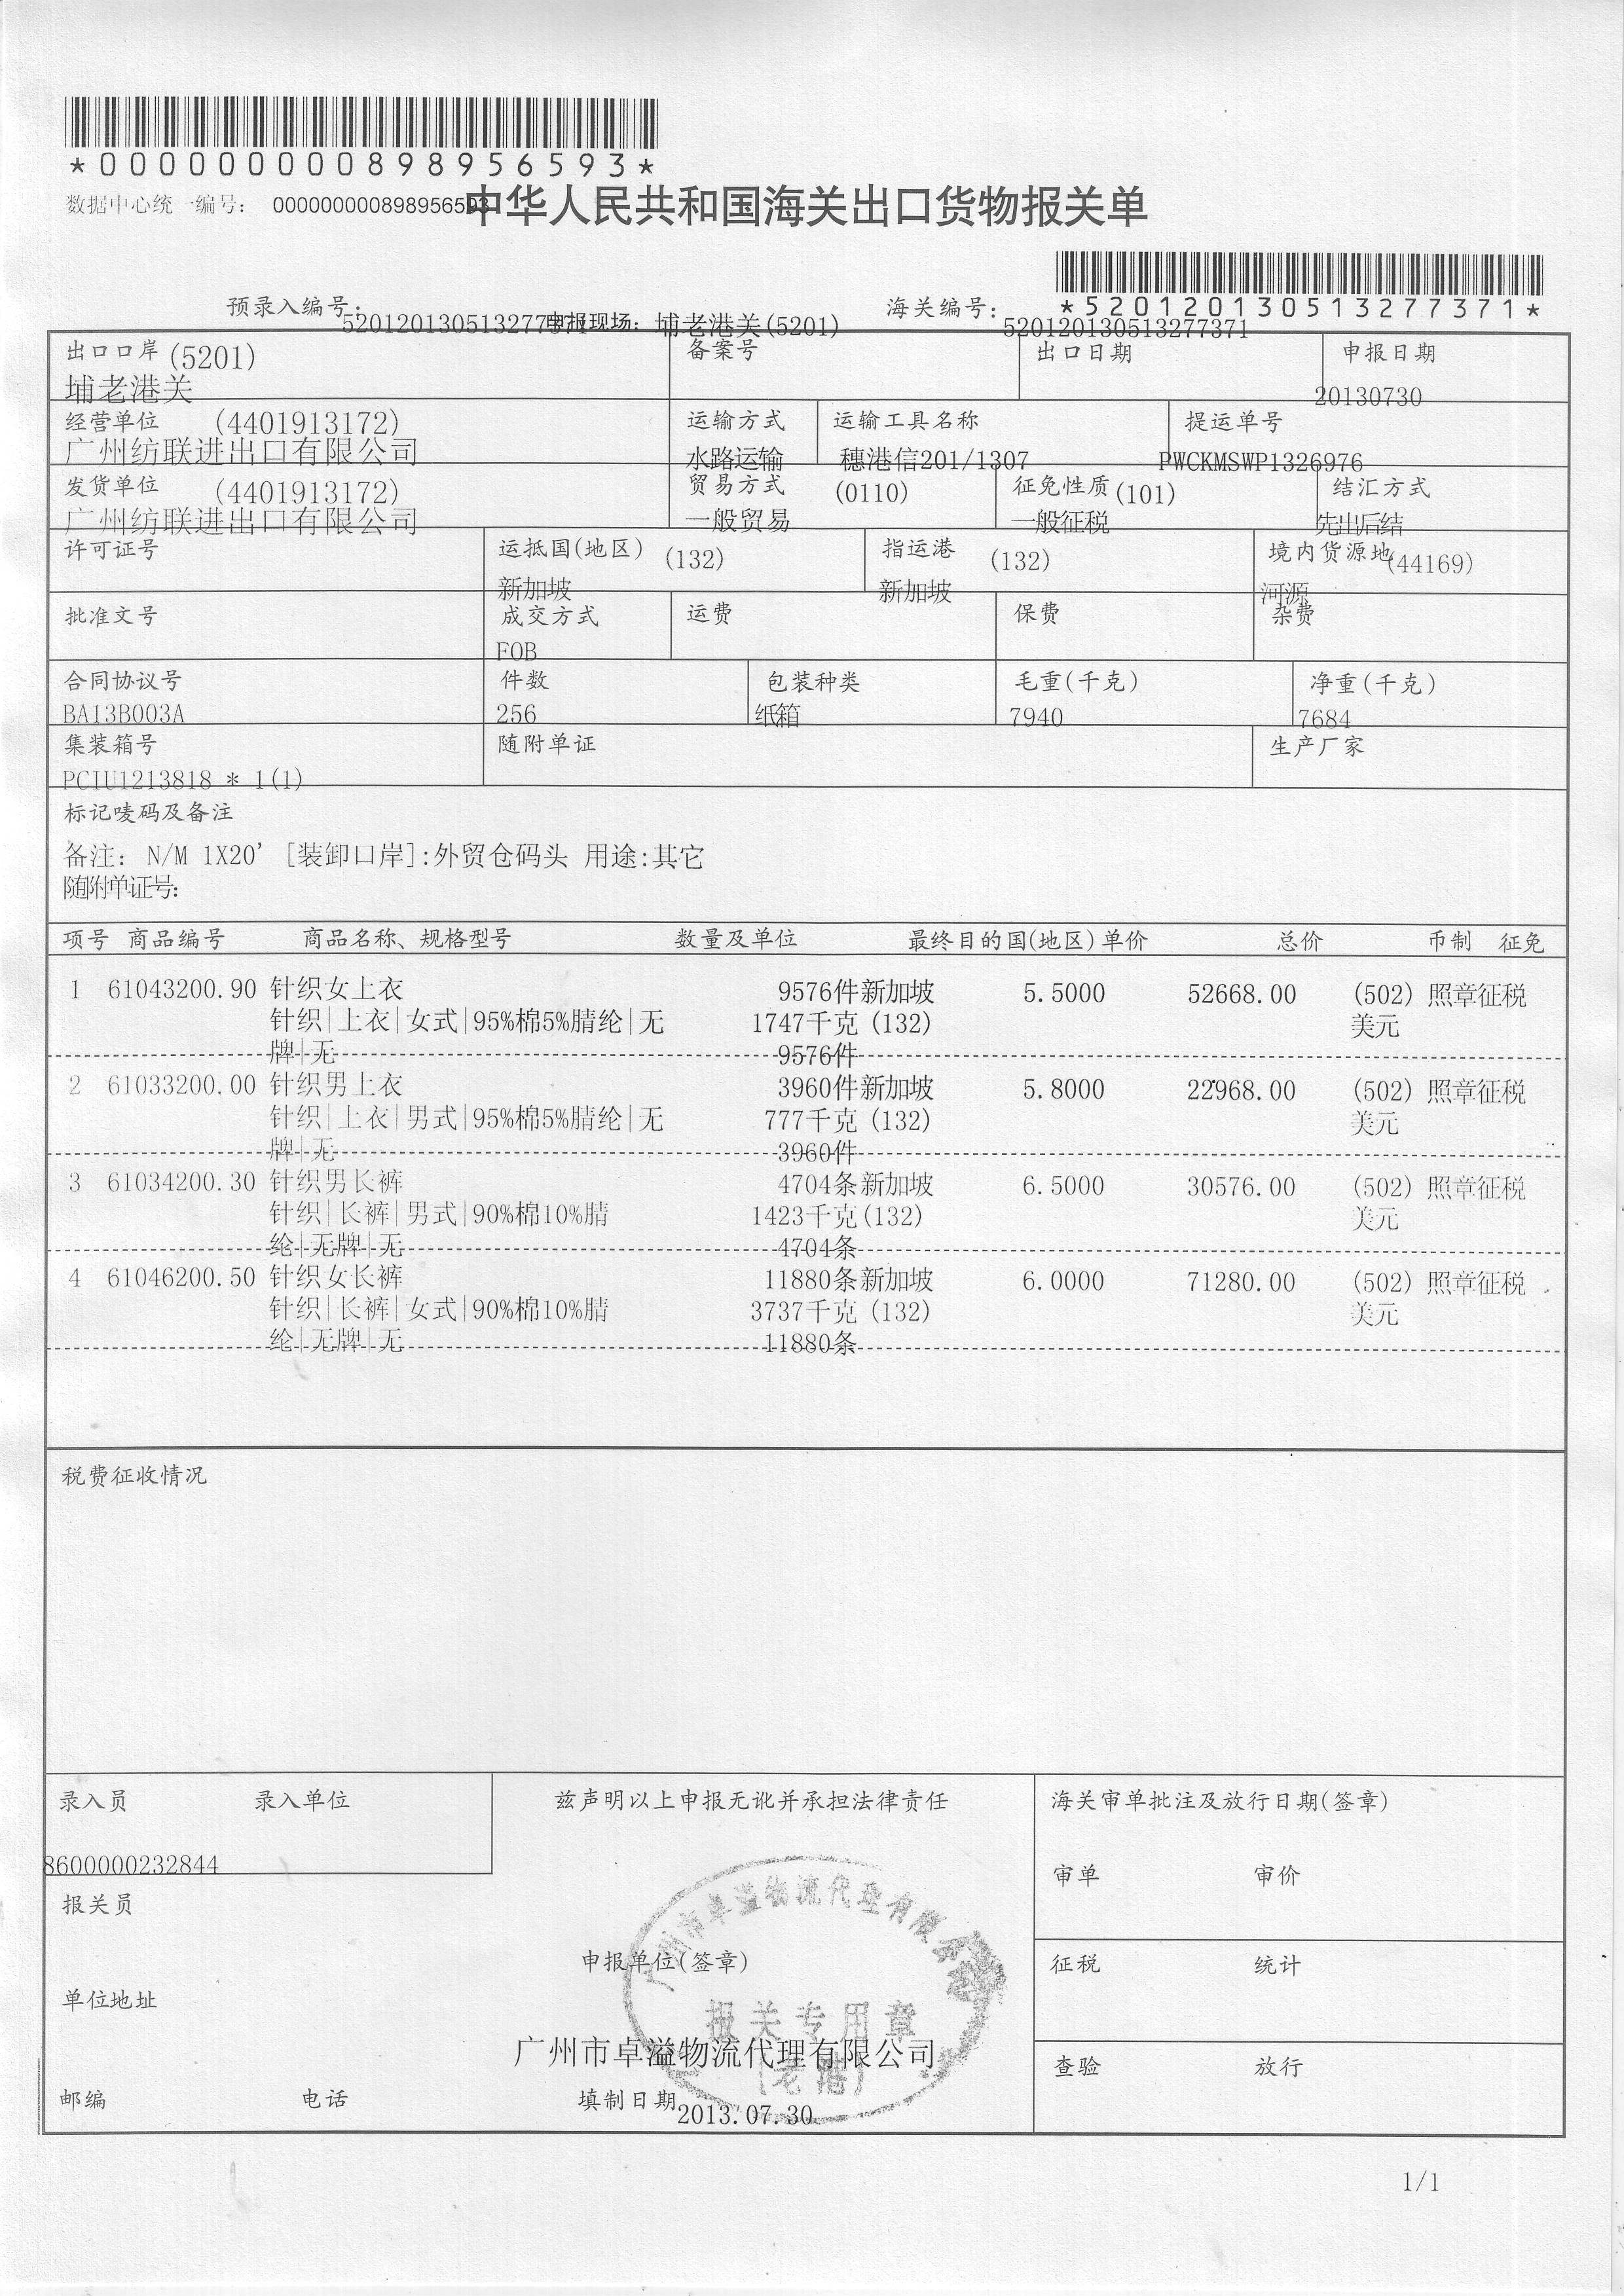 *000000000898956593*
数据中心统一编号： 000000000898956593
中华人民共和国海关出口货物报关单
*520120130513277371*
预录入编号： 520120130513277371 申报现场: 埔老港关(5201) 海关编号: 520120130513277371
出口口岸 (5201) 备案号 出口日期 申报日期
埔老港关 20130730
经营单位 (4401913172) 运输方式 运输工具名称 提运单号
广州纺联进出口有限公司 水路运输 穗港信201/1307 PWCKMSWP1326976
发货单位 (4401913172) 贸易方式 (0110) 征免性质 (101) 结汇方式
广州纺联进出口有限公司 一般贸易 一般征税 先出后结
许可证号 运抵国(地区) (132) 指运港 (132) 境内货源地 (44169)
新加坡 新加坡 河源
批准文号 成交方式 运费 保费 杂费
FOB
合同协议号 件数 包装种类 毛重(千克) 净重(千克)
BA13B003A 256 纸箱 7940 7684
集装箱号 随附单证 生产厂家
PCIU1213818 * 1(1)
标记唛码及备注
备注: N/M 1X20' [装卸口岸]:外贸仓码头 用途:其它
随附单证号:
项号 商品编号 商品名称、规格型号 数量及单位 最终目的国(地区) 单价 总价 币制 征免
1 61043200.90 针织女上衣 9576件 新加坡 5.5000 52668.00 (502) 照章征税
针织|上衣|女式|95%棉5%腈纶|无 1747千克 (132) 美元
牌|无 9576件
2 61033200.00 针织男上衣 3960件 新加坡 5.8000 22968.00 (502) 照章征税
针织|上衣|男式|95%棉5%腈纶|无 777千克 (132) 美元
牌|无 3960件
3 61034200.30 针织男长裤 4704条 新加坡 6.5000 30576.00 (502) 照章征税
针织|长裤|男式|90%棉10%腈 1423千克 (132) 美元
纶|无牌|无 4704条
4 61046200.50 针织女长裤 11880条 新加坡 6.0000 71280.00 (502) 照章征税
针织|长裤|女式|90%棉10%腈 3737千克 (132) 美元
纶|无牌|无 11880条
税费征收情况
录入员 录入单位 兹声明以上申报无讹并承担法律责任 海关审单批注及放行日期(签章)
8600000232844
审单 审价
报关员
广州市卓溢物流代理有限公司
申报单位(签章)
征税 统计
单位地址
报关专用章
广州市卓溢物流代理有限公司
(老港)
查验 放行
邮编 电话 填制日期 2013.07.30
1/1